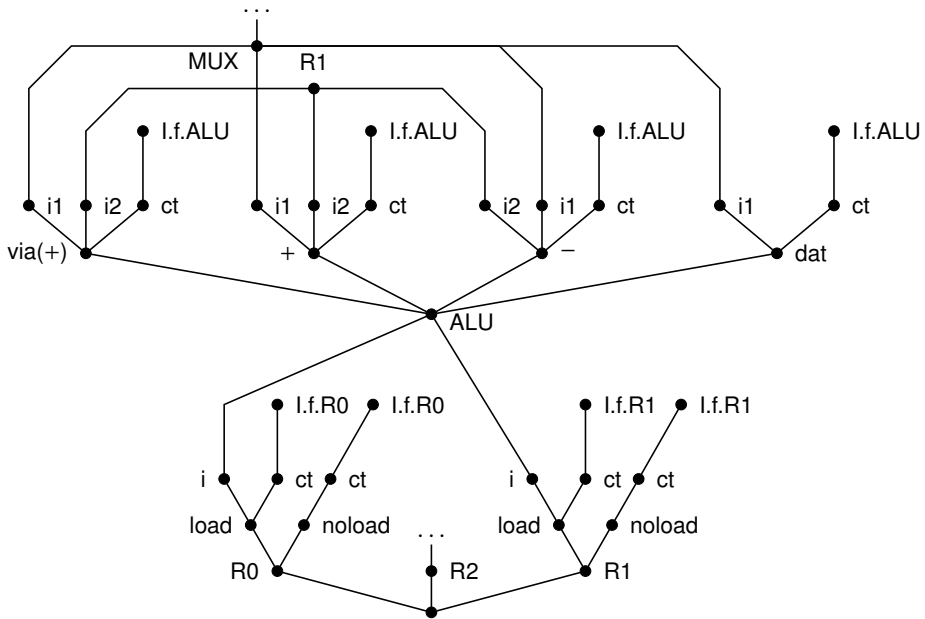 ...
MUX R1
I.f.ALU I.f.ALU I.f.ALU I.f.ALU
i1 i2 ct i1 i2 ct i2 i1 ct i1 ct
via(+) + − dat
ALU
I.f.R0 I.f.R0 I.f.R1 I.f.R1
i ct ct i ct ct
load noload load noload
...
R0 R2 R1